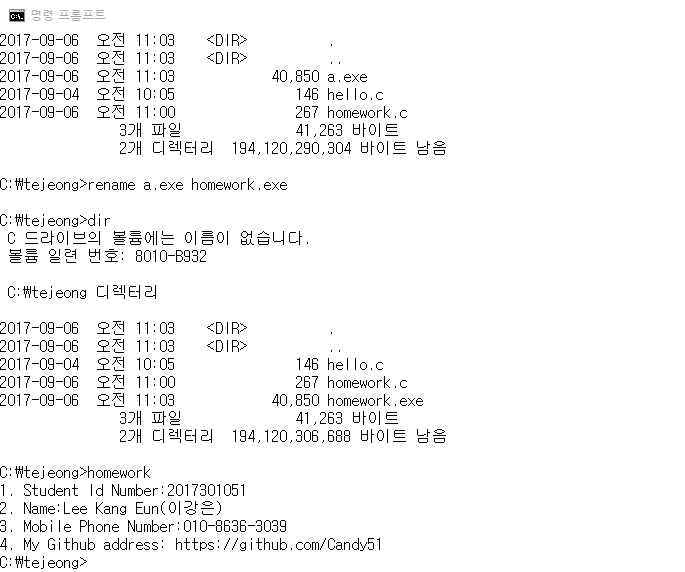 명령 프롬프트
2017-09-06 오전 11:03 <DIR> .
2017-09-06 오전 11:03 <DIR> ..
2017-09-06 오전 11:03 40,850 a.exe
2017-09-04 오전 10:05 146 hello.c
2017-09-06 오전 11:00 267 homework.c
3개 파일 41,263 바이트
2개 디렉터리 194,120,290,304 바이트 남음
C:\tejeong>rename a.exe homework.exe
C:\tejeong>dir
C 드라이브의 볼륨에는 이름이 없습니다.
볼륨 일련 번호: 8010-B932
C:\tejeong 디렉터리
2017-09-06 오전 11:03 <DIR> .
2017-09-06 오전 11:03 <DIR> ..
2017-09-04 오전 10:05 146 hello.c
2017-09-06 오전 11:00 267 homework.c
2017-09-06 오전 11:03 40,850 homework.exe
3개 파일 41,263 바이트
2개 디렉터리 194,120,306,688 바이트 남음
C:\tejeong>homework
1. Student Id Number:2017301051
2. Name:Lee Kang Eun(이강은)
3. Mobile Phone Number:010-8636-3039
4. My Github address: https://github.com/Candy51
C:\tejeong>